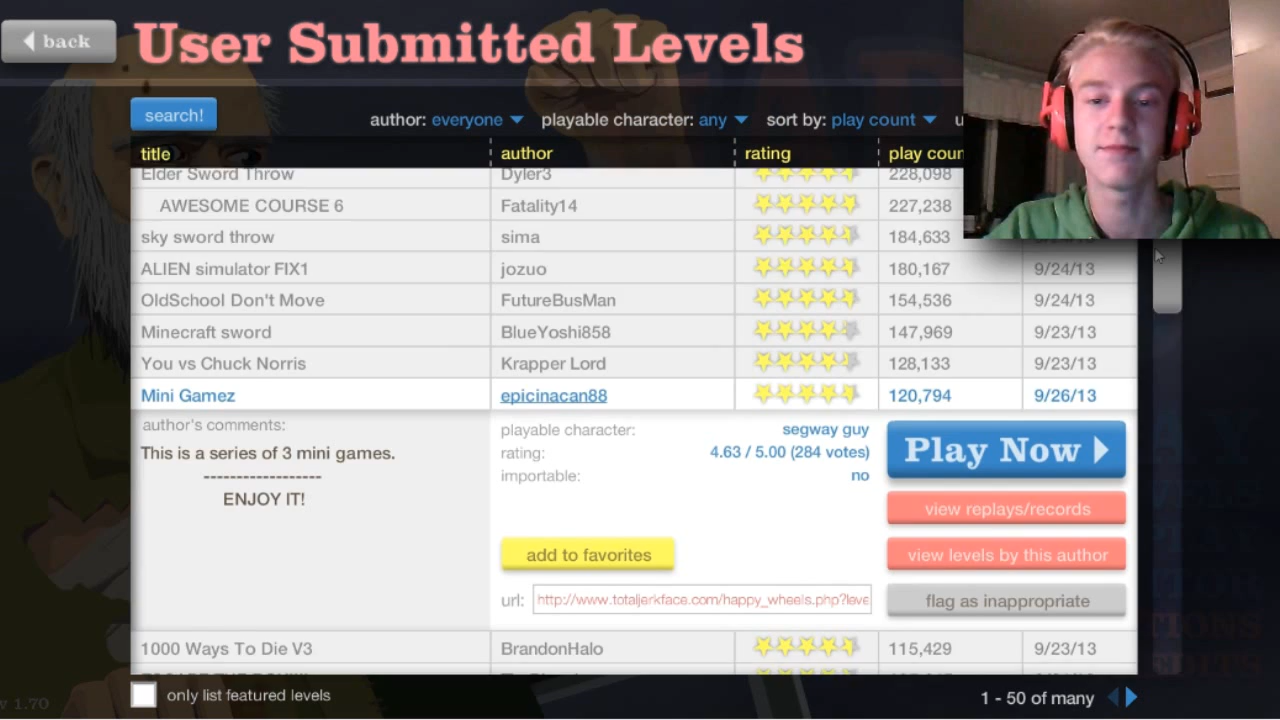 back
User Submitted Levels
search!
author: everyone playable character: any sort by: play count u
title author rating play coun
Elder Sword Throw Dyler3 228,098
AWESOME COURSE 6 Fatality14 227,238
sky sword throw sima 184,633
ALIEN simulator FIX1 jozuo 180,167 9/24/13
OldSchool Don't Move FutureBusMan 154,536 9/24/13
Minecraft sword BlueYoshi858 147,969 9/23/13
You vs Chuck Norris Krapper Lord 128,133 9/23/13
Mini Gamez epicinacan88 120,794 9/26/13
author's comments:
This is a series of 3 mini games.
------------------
ENJOY IT!
playable character: segway guy
rating: 4.63 / 5.00 (284 votes)
importable: no
add to favorites
url: http://www.totaljerkface.com/happy_wheels.php?leve
Play Now
view replays/records
view levels by this author
flag as inappropriate
1000 Ways To Die V3 BrandonHalo 115,429 9/23/13
only list featured levels
1 - 50 of many
v 1.70